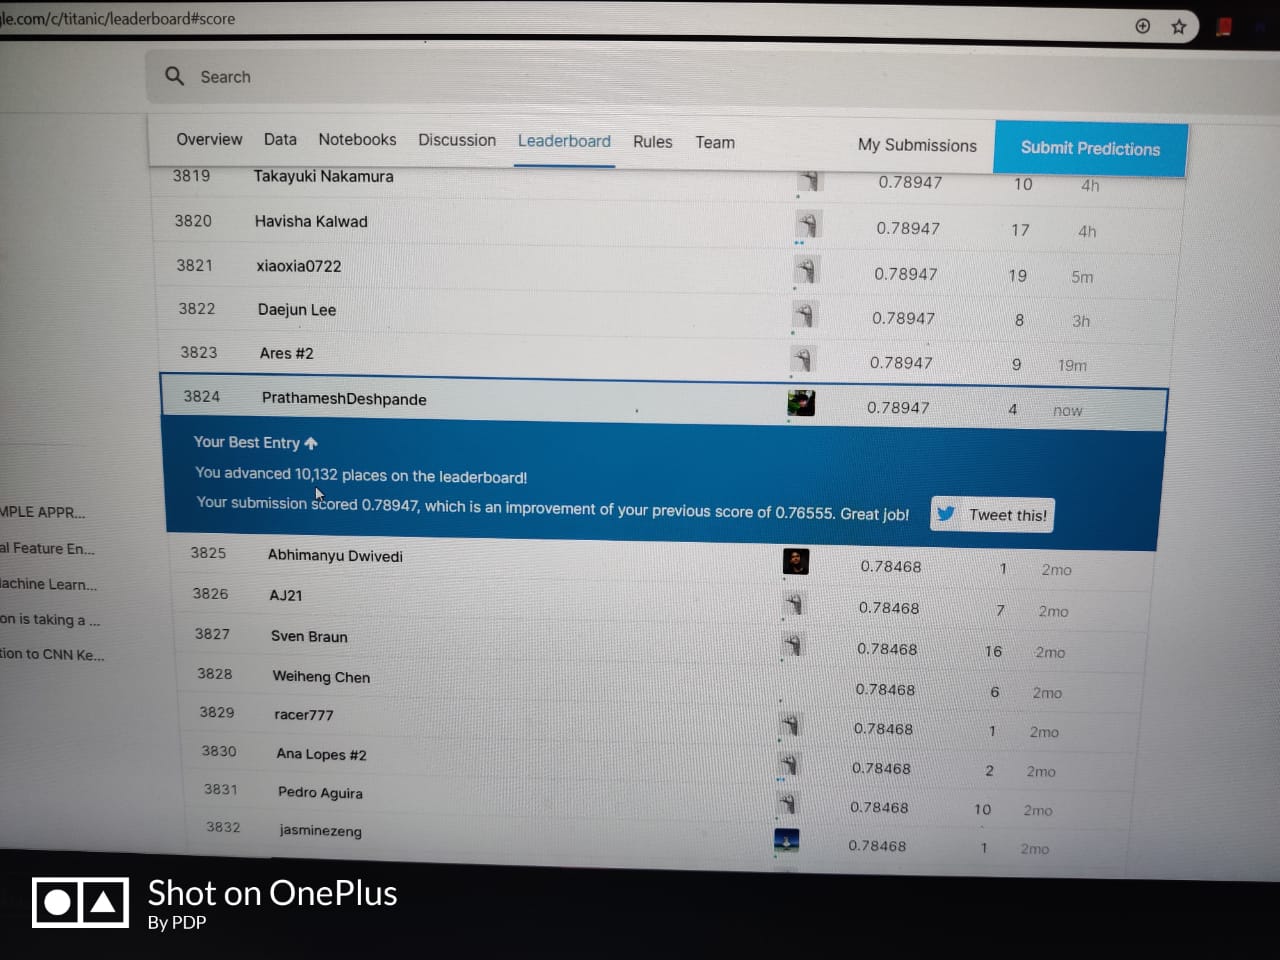 le.com/c/titanic/leaderboard#score
Search
Overview Data Notebooks Discussion Leaderboard Rules Team My Submissions Submit Predictions
3819 Takayuki Nakamura 0.78947 10 4h
3820 Havisha Kalwad 0.78947 17 4h
3821 xiaoxia0722 0.78947 19 5m
3822 Daejun Lee 0.78947 8 3h
3823 Ares #2 0.78947 9 19m
3824 PrathameshDeshpande 0.78947 4 now
Your Best Entry
You advanced 10,132 places on the leaderboard!
Your submission scored 0.78947, which is an improvement of your previous score of 0.76555. Great job! Tweet this!
MPLE APPR...
al Feature En...
achine Learn...
on is taking a ...
tion to CNN Ke...
3825 Abhimanyu Dwivedi 0.78468 1 2mo
3826 AJ21 0.78468 7 2mo
3827 Sven Braun 0.78468 16 2mo
3828 Weiheng Chen 0.78468 6 2mo
3829 racer777 0.78468 1 2mo
3830 Ana Lopes #2 0.78468 2 2mo
3831 Pedro Aguira 0.78468 10 2mo
3832 jasminezeng 0.78468 1 2mo
Shot on OnePlus
By PDP